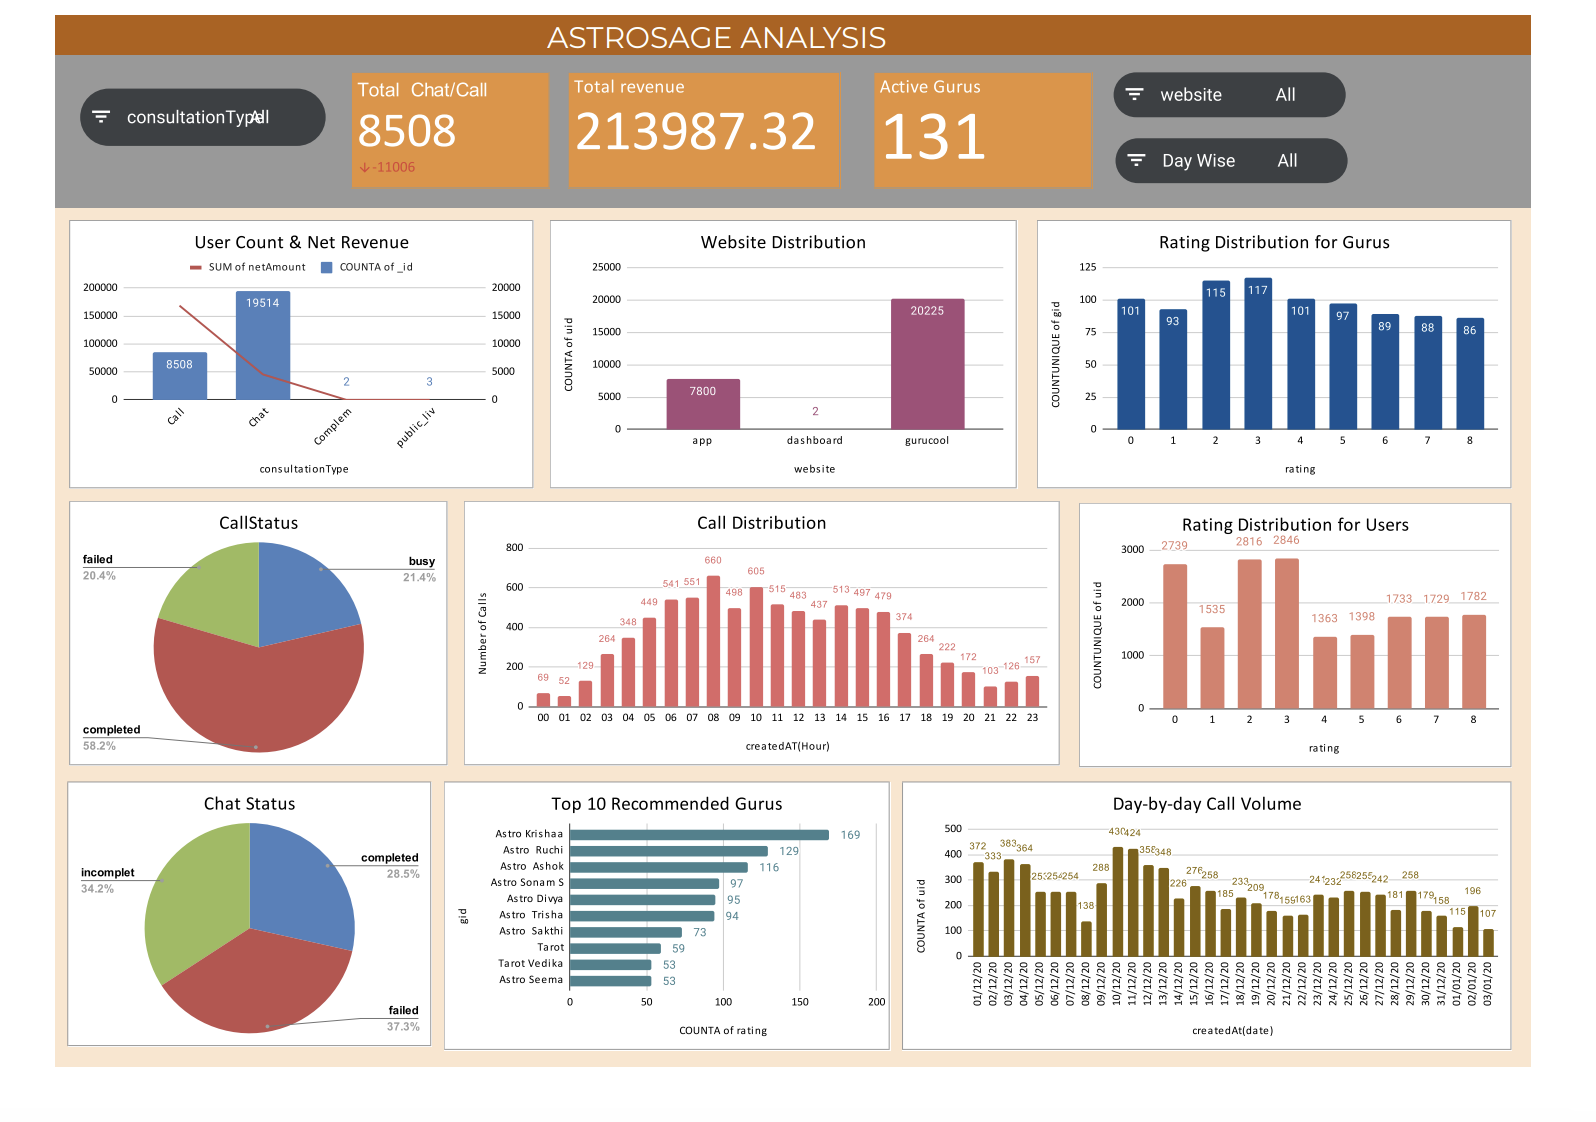 ASTROSAGE ANALYSIS
consultationType All
Total Chat/Call
8508
-11006
Total revenue
213987.32
Active Gurus
131
website All
Day Wise All
User Count & Net Revenue
SUM of netAmount COUNTA of _id
200000
150000
100000
50000
0
20000
15000
10000
5000
0
8508
19514
2
3
Call
Chat
Complem
public_liv
consultationType
Website Distribution
COUNTA of uid
25000
20000
15000
10000
5000
0
7800
2
20225
app dashboard gurucool
website
Rating Distribution for Gurus
COUNTUNIQUE of gid
125
100
75
50
25
0
101 93 115 117 101 97 89 88 86
0 1 2 3 4 5 6 7 8
rating
CallStatus
failed
20.4%
busy
21.4%
completed
58.2%
Call Distribution
Number of Calls
800
600
400
200
0
69 52 129 264 348 449 541 551 660 498 605 515 483 437 513 497 479 374 264 222 172 103 126 157
00 01 02 03 04 05 06 07 08 09 10 11 12 13 14 15 16 17 18 19 20 21 22 23
createdAT(Hour)
Rating Distribution for Users
COUNTUNIQUE of uid
3000
2000
1000
0
2739 1535 2816 2846 1363 1398 1733 1729 1782
0 1 2 3 4 5 6 7 8
rating
Chat Status
completed
28.5%
incomplet
34.2%
failed
37.3%
Top 10 Recommended Gurus
gid
Astro Krishaa 169
Astro Ruchi 129
Astro Ashok 116
Astro Sonam S 97
Astro Divya 95
Astro Trisha 94
Astro Sakthi 73
Tarot 59
Tarot Vedika 53
Astro Seema 53
0 50 100 150 200
COUNTA of rating
Day-by-day Call Volume
COUNTA of uid
500
400
300
200
100
0
372 333 383 364 254 254 138 288 430 424 358 348 226 276 258 185 233 209 178 159 163 241 232 258 255 242 181 258 179 158 115 196 107
01/12/20 02/12/20 03/12/20 04/12/20 05/12/20 06/12/20 07/12/20 08/12/20 09/12/20 10/12/20 11/12/20 12/12/20 13/12/20 14/12/20 15/12/20 16/12/20 17/12/20 18/12/20 19/12/20 20/12/20 21/12/20 22/12/20 23/12/20 24/12/20 25/12/20 26/12/20 27/12/20 28/12/20 29/12/20 30/12/20 31/12/20 01/01/20 02/01/20 03/01/20
createdAt(date)